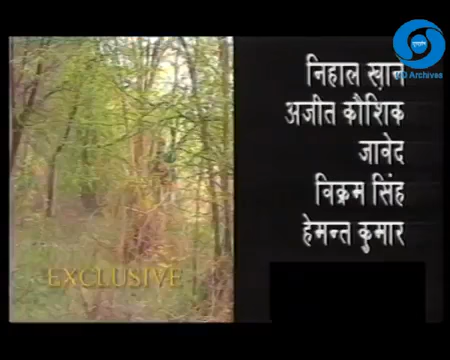 DD Archives
निहाल ख़ान
अजीत कौशिक
जावेद
विक्रम सिंह
हेमन्त कुमार
EXCLUSIVE